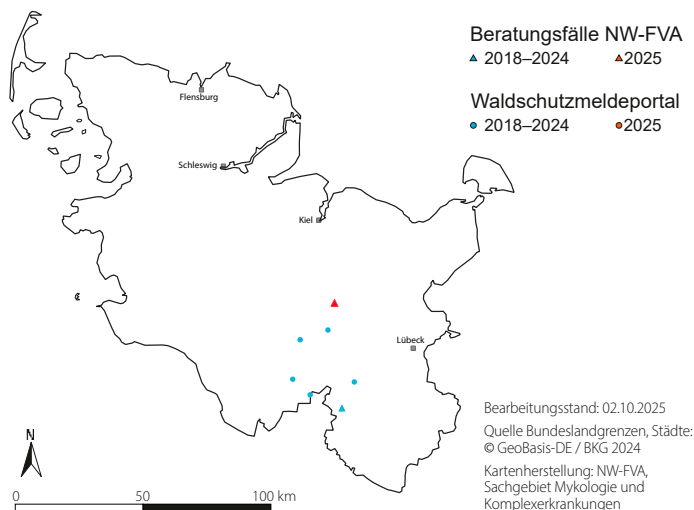 Beratungsfälle NW-FVA
2018–2024 2025
Waldschutzmeldeportal
2018–2024 2025
Flensburg
Schleswig
Kiel
Lübeck
Bearbeitungsstand: 02.10.2025
Quelle Bundeslandgrenzen, Städte:
© GeoBasis-DE / BKG 2024
Kartenherstellung: NW-FVA,
Sachgebiet Mykologie und
Komplexerkrankungen
N
0 50 100 km